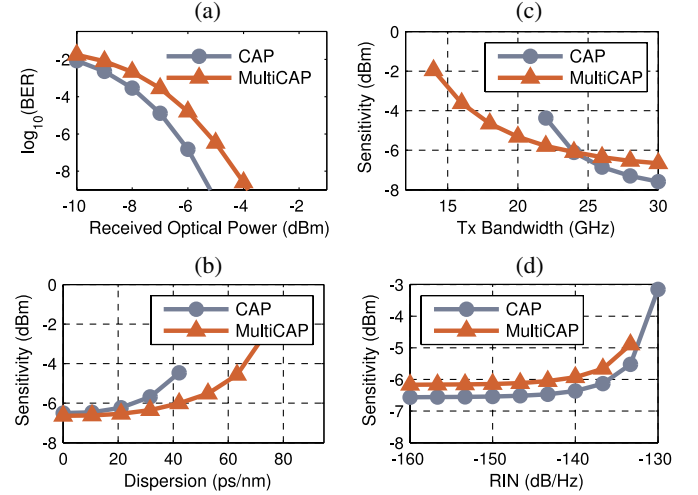 (a)
log10(BER)
-2
-4
-6
-8
CAP
MultiCAP
-10 -8 -6 -4 -2
Received Optical Power (dBm)
(c)
Sensitivity (dBm)
0
-2
-4
-6
-8
CAP
MultiCAP
15 20 25 30
Tx Bandwidth (GHz)
(b)
Sensitivity (dBm)
0
-2
-4
-6
-8
CAP
MultiCAP
0 20 40 60 80
Dispersion (ps/nm)
(d)
Sensitivity (dBm)
-3
-4
-5
-6
-7
-8
CAP
MultiCAP
-160 -150 -140 -130
RIN (dB/Hz)